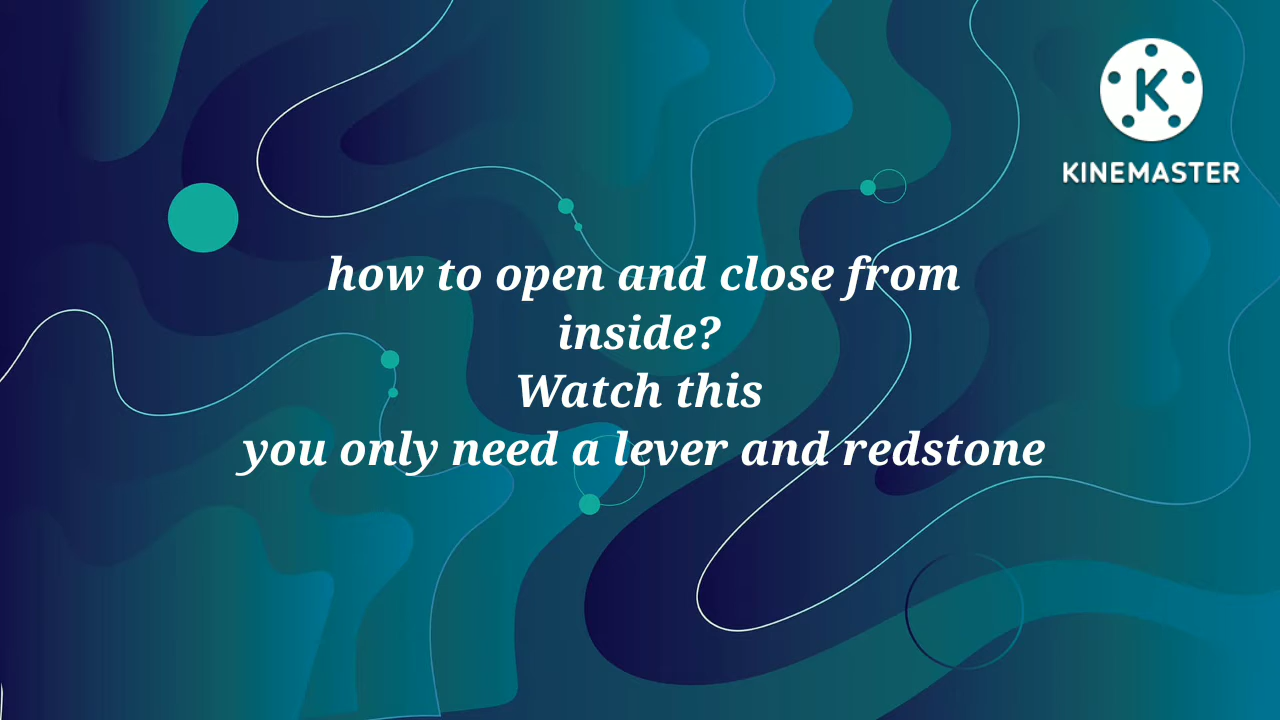 KINEMASTER
how to open and close from
inside?
Watch this
you only need a lever and redstone